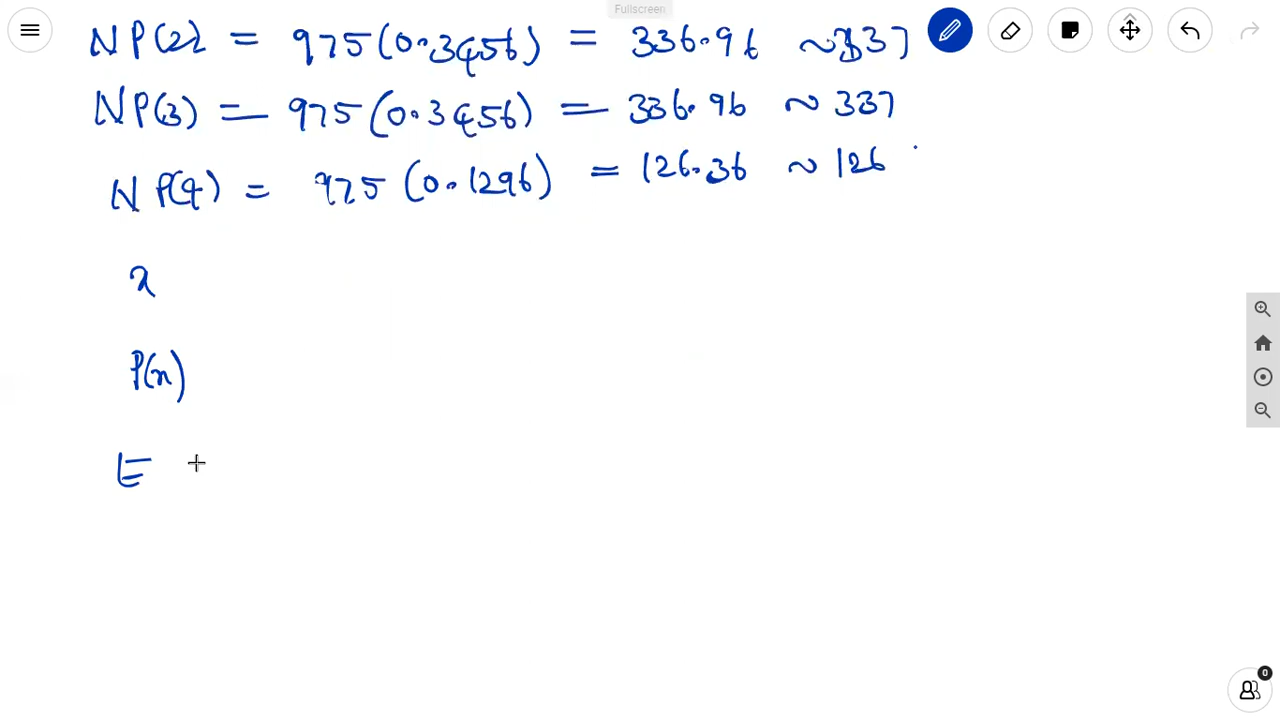 Fullscreen
NP(2) = 975(0.3456) = 336.96 ~337
NP(3) = 975(0.3456) = 336.96 ~ 337
NP(4) = 975 (0.1296) = 126.36 ~ 126
x
P(x)
E
0